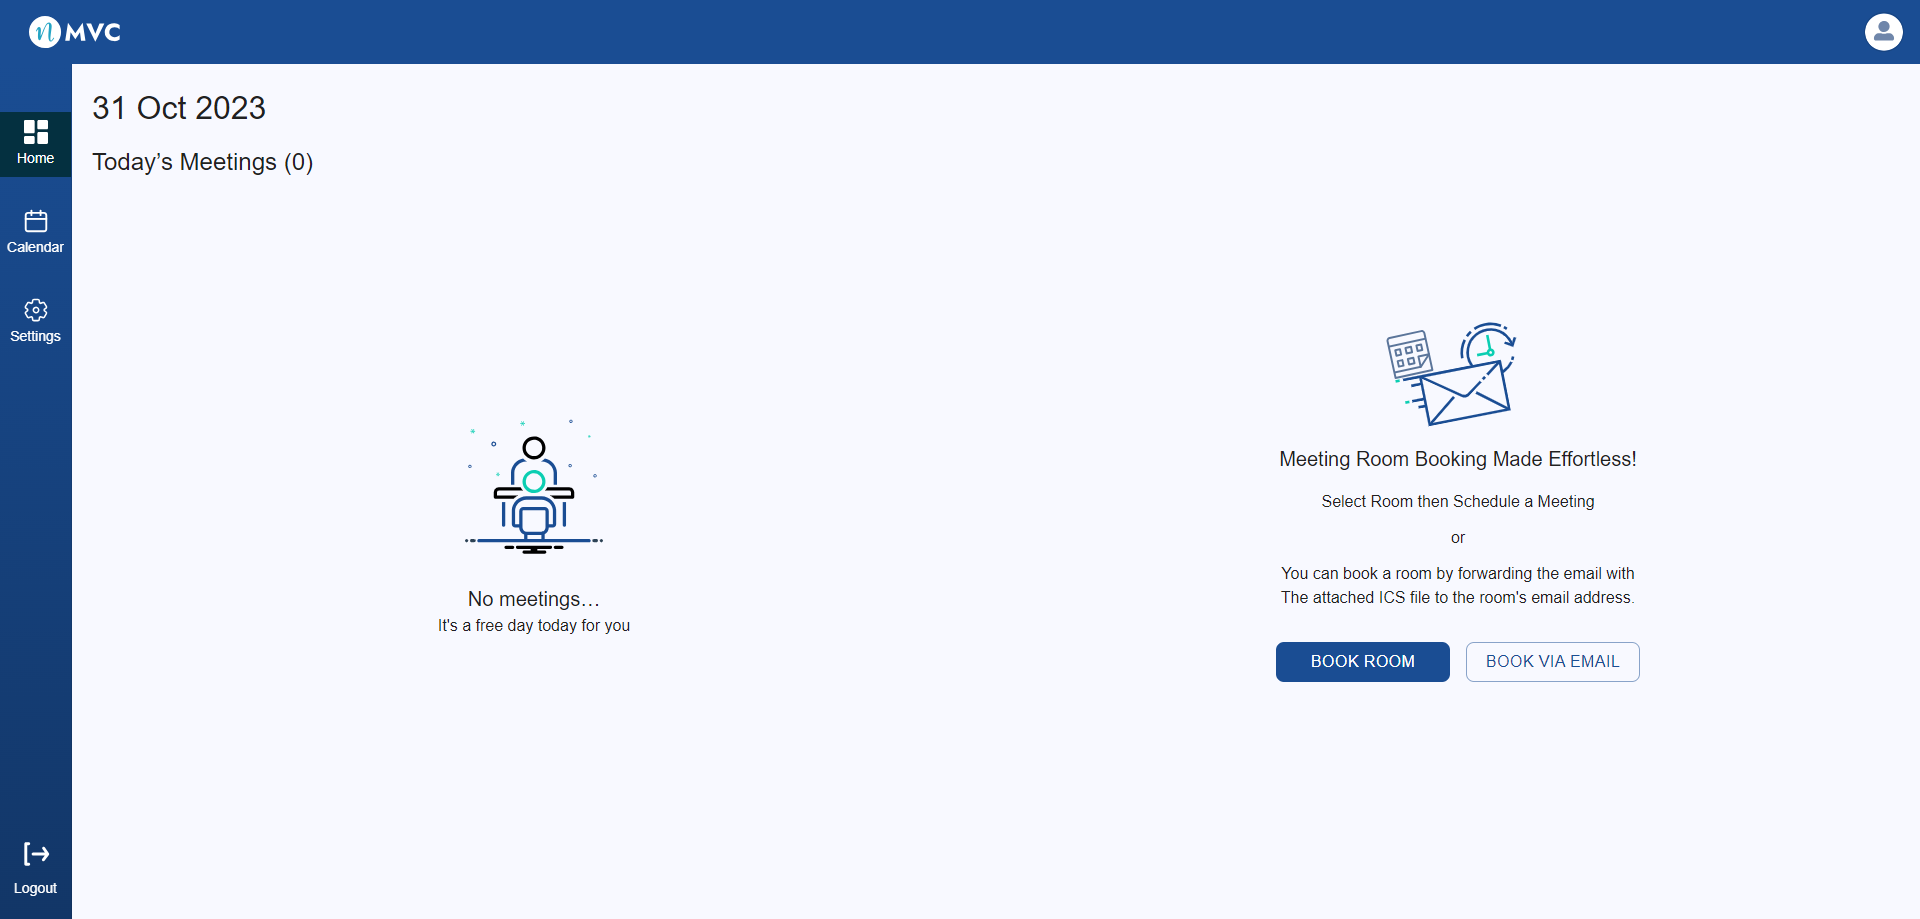 n MVC
31 Oct 2023
Today’s Meetings (0)
Home
Calendar
Settings
Logout
No meetings...
It's a free day today for you
Meeting Room Booking Made Effortless!
Select Room then Schedule a Meeting
or
You can book a room by forwarding the email with
The attached ICS file to the room's email address.
BOOK ROOM
BOOK VIA EMAIL